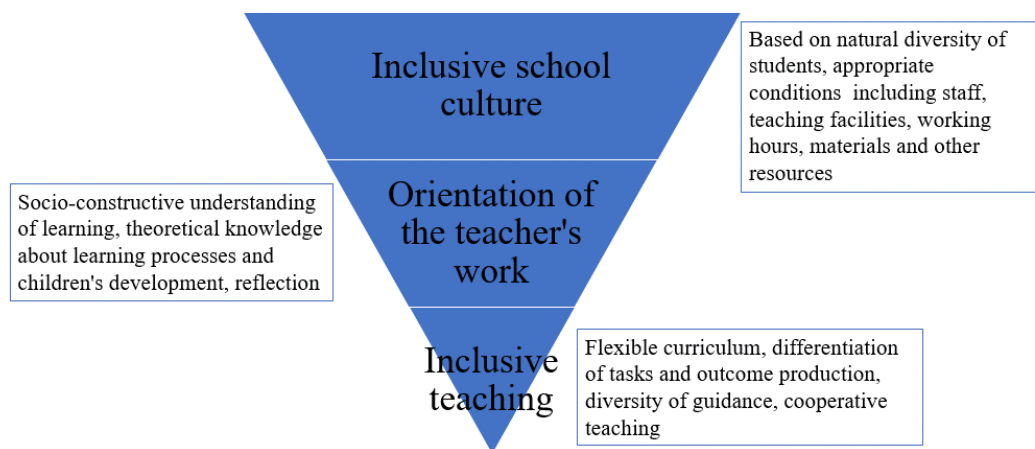 Inclusive school
culture
Based on natural diversity of
students, appropriate
conditions including staff,
teaching facilities, working
hours, materials and other
resources
Orientation of
the teacher's
work
Socio-constructive understanding
of learning, theoretical knowledge
about learning processes and
children's development, reflection
Inclusive
teaching
Flexible curriculum, differentiation
of tasks and outcome production,
diversity of guidance, cooperative
teaching